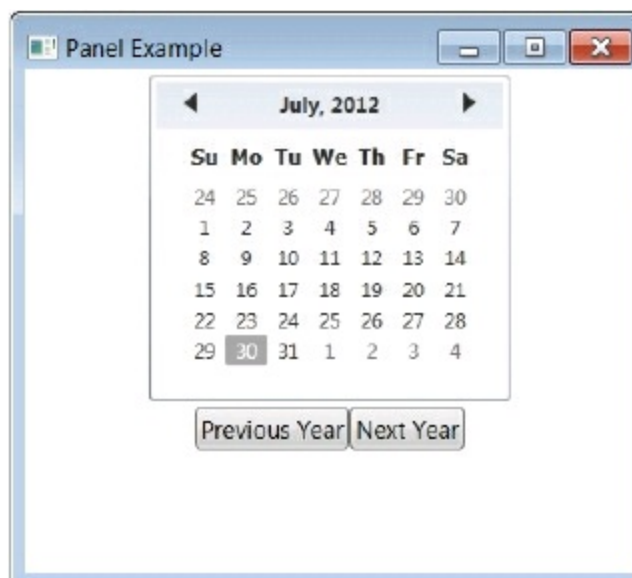 Panel Example
July, 2012
Su Mo Tu We Th Fr Sa
24 25 26 27 28 29 30
1 2 3 4 5 6 7
8 9 10 11 12 13 14
15 16 17 18 19 20 21
22 23 24 25 26 27 28
29 30 31 1 2 3 4
Previous Year Next Year